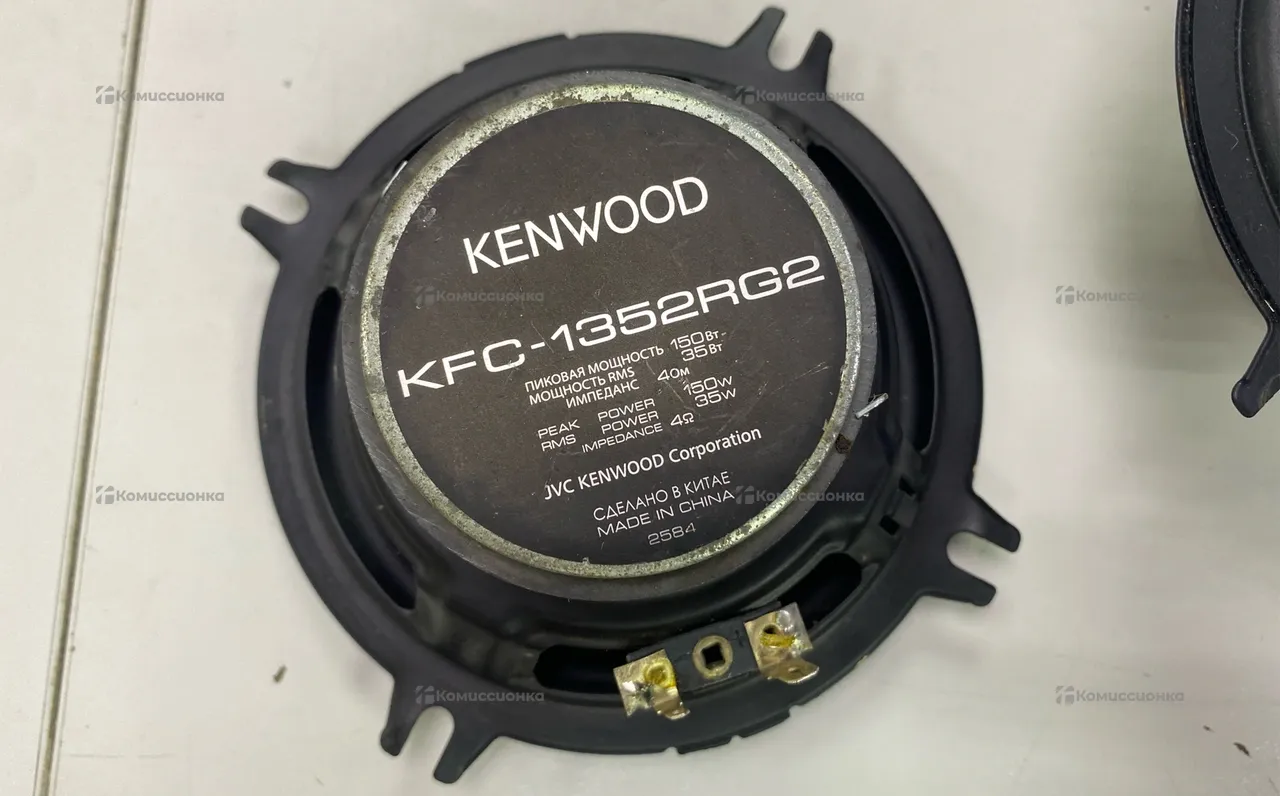 KENWOOD
KFC-1352RG2
ПИКОВАЯ МОЩНОСТЬ 150Вт
МОЩНОСТЬ RMS 35Вт
ИМПЕДАНС 4Ом
PEAK POWER 150W
RMS POWER 35W
IMPEDANCE 4Ω
JVC KENWOOD Corporation
СДЕЛАНО В КИТАЕ
MADE IN CHINA
2584
Комиссионка
Комиссионка
Комиссионка
Комиссионка
Комиссионка
Комиссионка
Комиссионка
Комиссионка